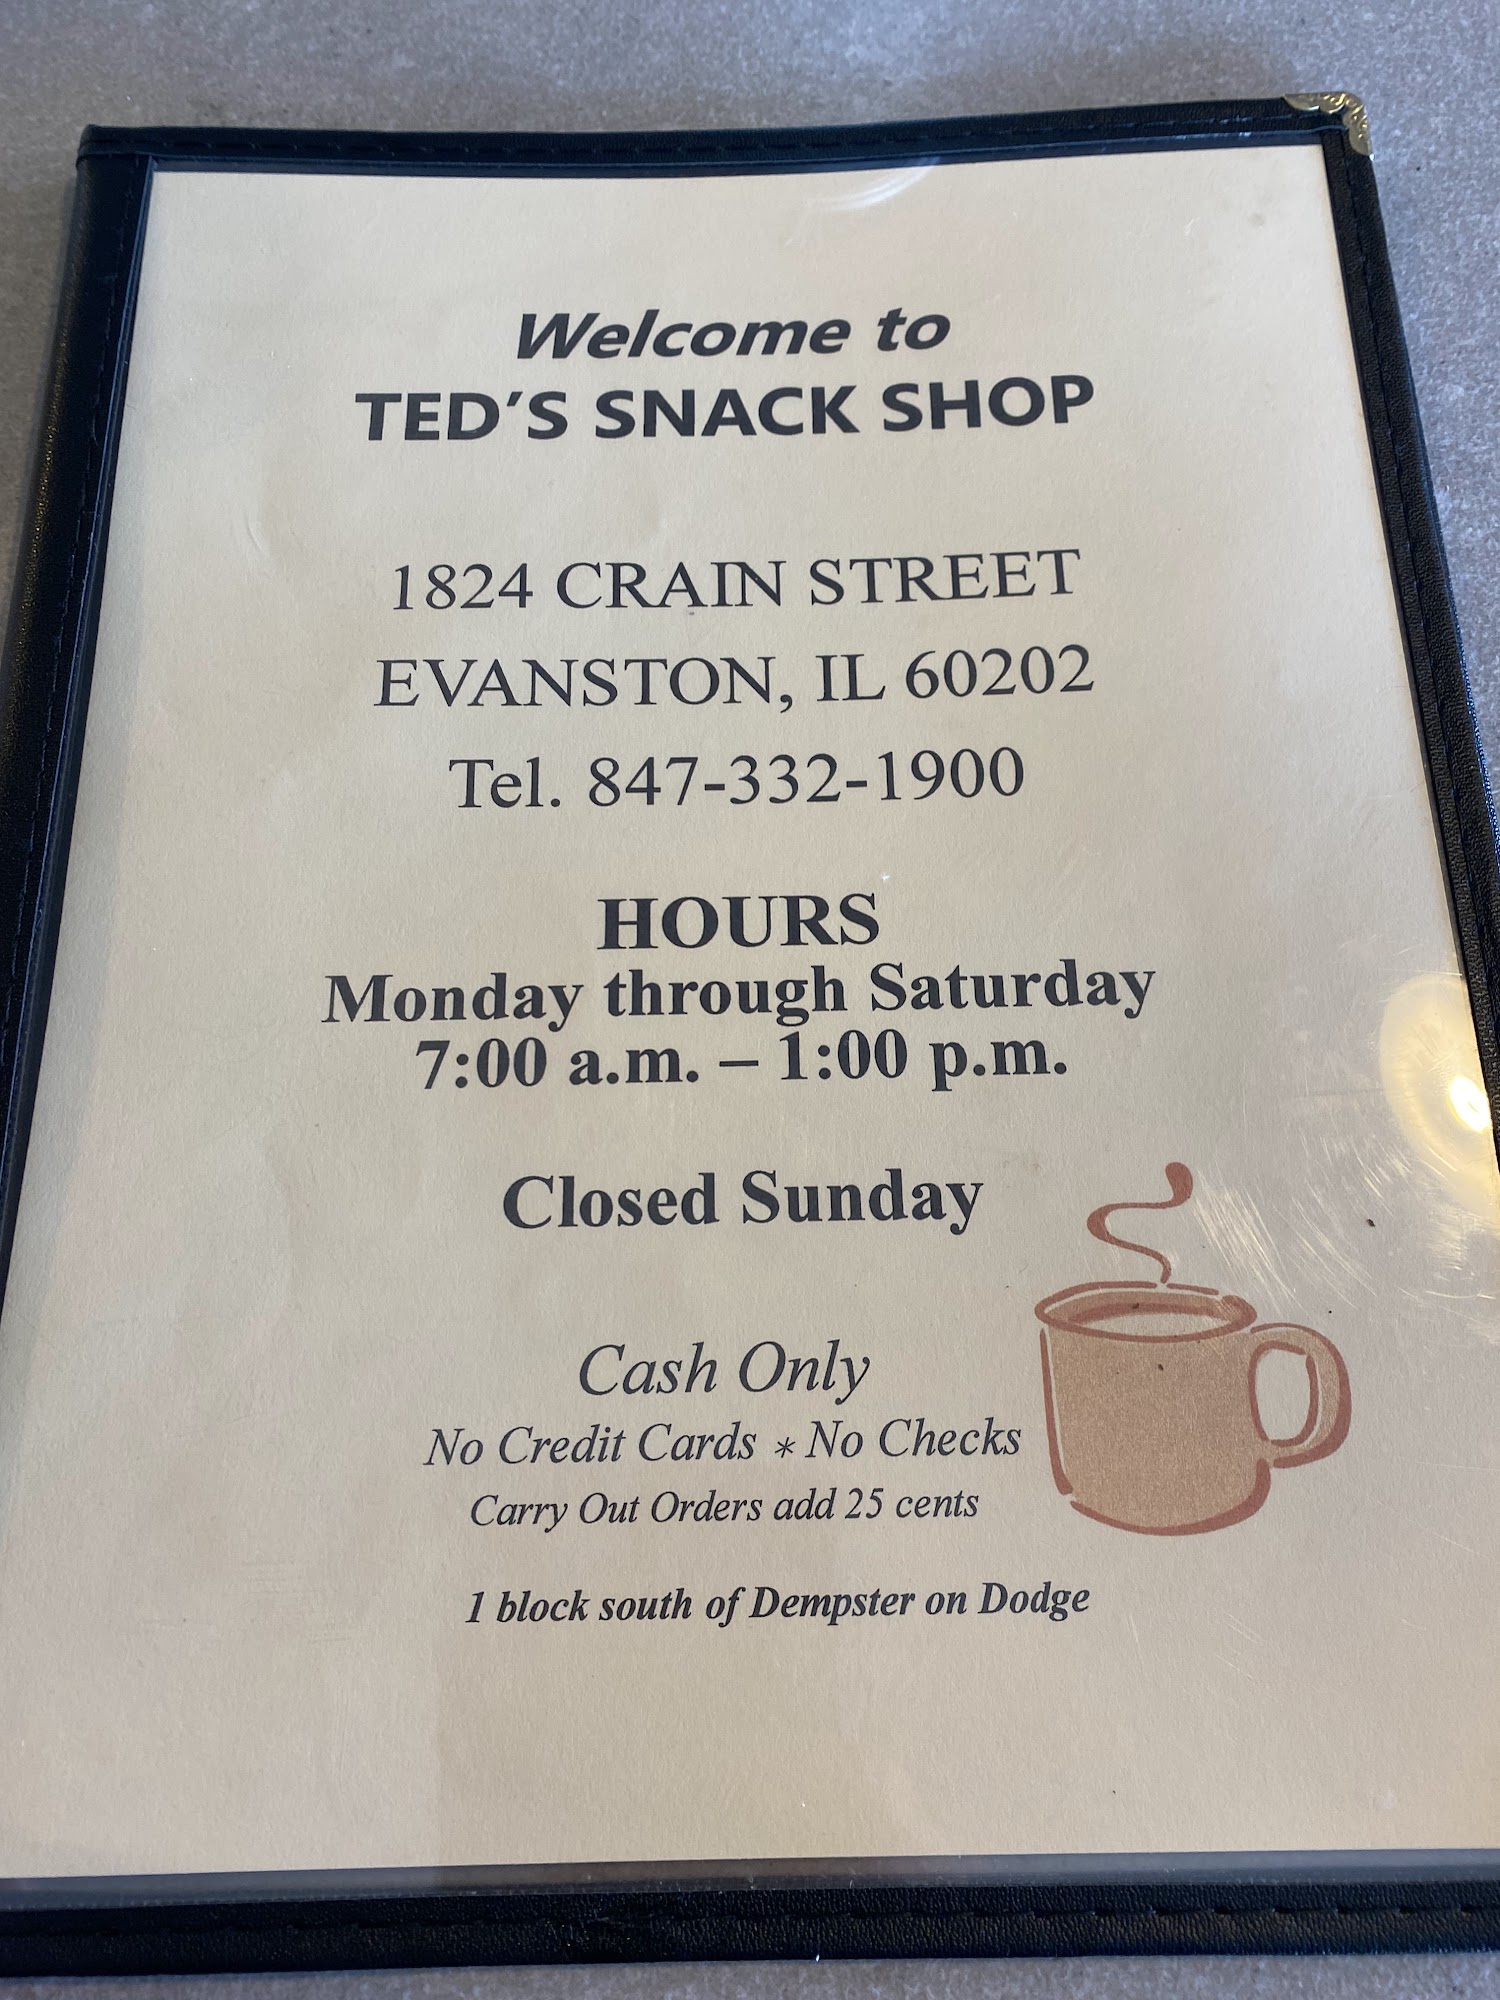 Welcome to
TED’S SNACK SHOP
1824 CRAIN STREET
EVANSTON, IL 60202
Tel. 847-332-1900
HOURS
Monday through Saturday
7:00 a.m. – 1:00 p.m.
Closed Sunday
Cash Only
No Credit Cards * No Checks
Carry Out Orders add 25 cents
1 block south of Dempster on Dodge